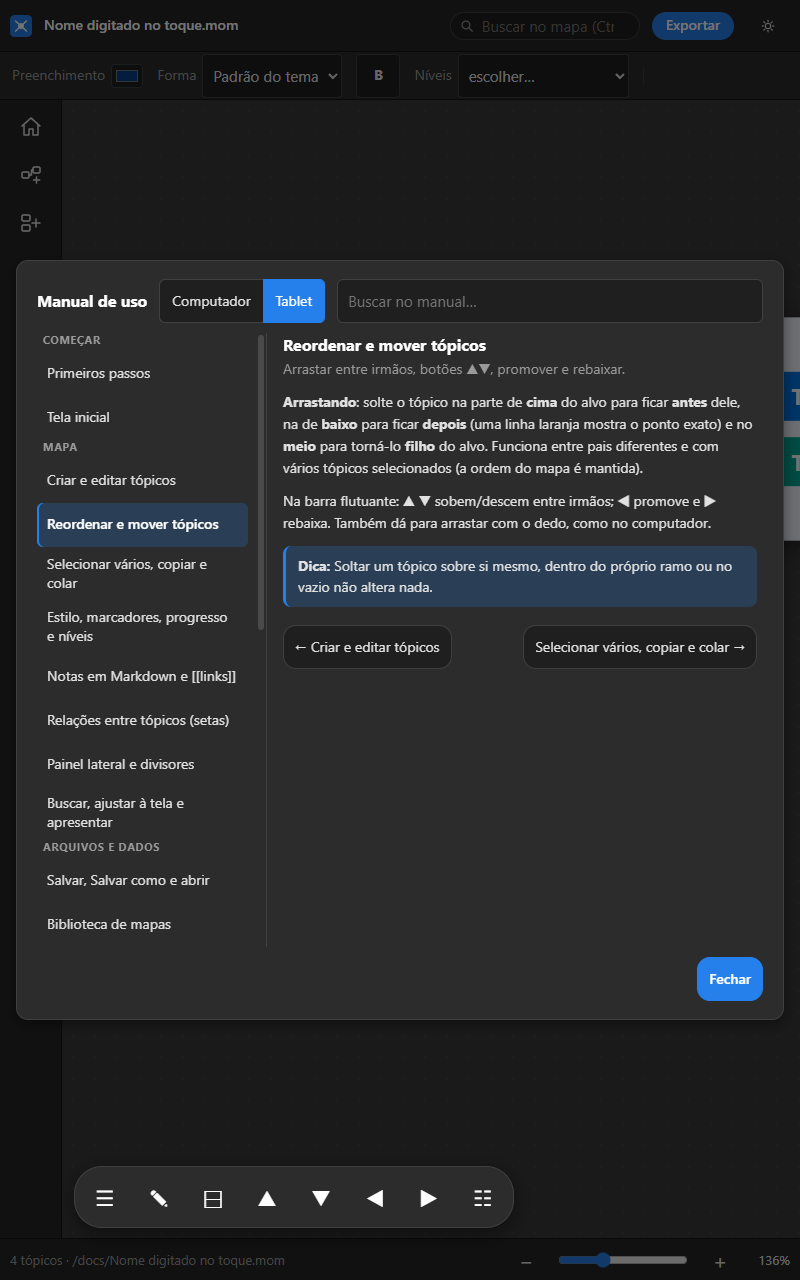 Nome digitado no toque.mom
Buscar no mapa (Ctr
Exportar
Preenchimento
Forma
Padrão do tema
B
Níveis
escolher...
Manual de uso
Computador
Tablet
Buscar no manual...
COMEÇAR
Primeiros passos
Tela inicial
MAPA
Criar e editar tópicos
Reordenar e mover tópicos
Selecionar vários, copiar e
colar
Estilo, marcadores, progresso
e níveis
Notas em Markdown e [[links]]
Relações entre tópicos (setas)
Painel lateral e divisores
Buscar, ajustar à tela e
apresentar
ARQUIVOS E DADOS
Salvar, Salvar como e abrir
Biblioteca de mapas
Reordenar e mover tópicos
Arrastar entre irmãos, botões ▲▼, promover e rebaixar.
Arrastando: solte o tópico na parte de cima do alvo para ficar antes dele,
na de baixo para ficar depois (uma linha laranja mostra o ponto exato) e no
meio para torná-lo filho do alvo. Funciona entre pais diferentes e com
vários tópicos selecionados (a ordem do mapa é mantida).
Na barra flutuante: ▲ ▼ sobem/descem entre irmãos; ◀ promove e ▶
rebaixa. Também dá para arrastar com o dedo, como no computador.
Dica: Soltar um tópico sobre si mesmo, dentro do próprio ramo ou no
vazio não altera nada.
← Criar e editar tópicos
Selecionar vários, copiar e colar →
Fechar
T
T
4 tópicos · /docs/Nome digitado no toque.mom
136%